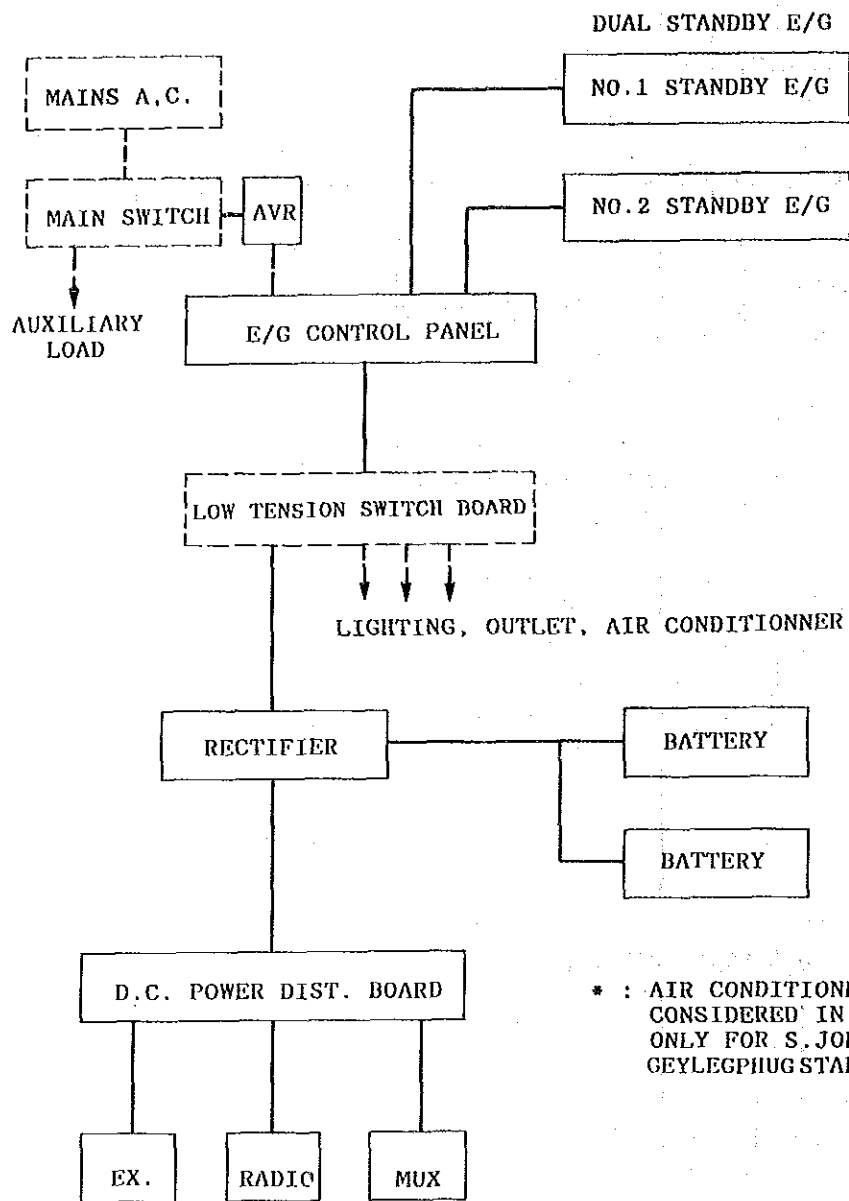 DUAL STANDBY E/G
MAINS A.C.
NO.1 STANDBY E/G
MAIN SWITCH
AVR
NO.2 STANDBY E/G
AUXILIARY
LOAD
E/G CONTROL PANEL
LOW TENSION SWITCH BOARD
LIGHTING, OUTLET, AIR CONDITIONNER
RECTIFIER
BATTERY
BATTERY
D.C. POWER DIST. BOARD
* : AIR CONDITION
CONSIDERED IN
ONLY FOR S.JO
GEYLEGPHUG STA
EX.
RADIO
MUX